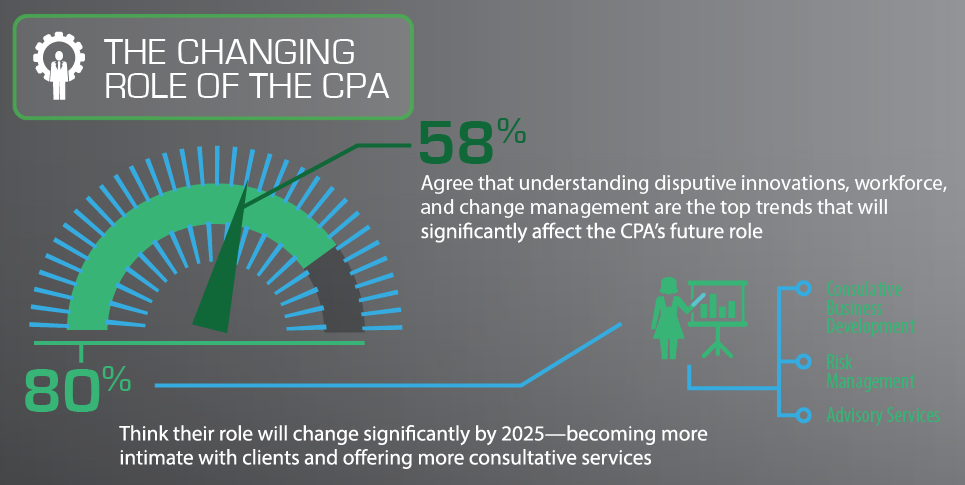 THE CHANGING
ROLE OF THE CPA
58%
Agree that understanding disputive innovations, workforce,
and change management are the top trends that will
significantly affect the CPA's future role
Consulative
Business
Development
Risk
Management
Advisory Services
80%
Think their role will change significantly by 2025—becoming more
intimate with clients and offering more consultative services